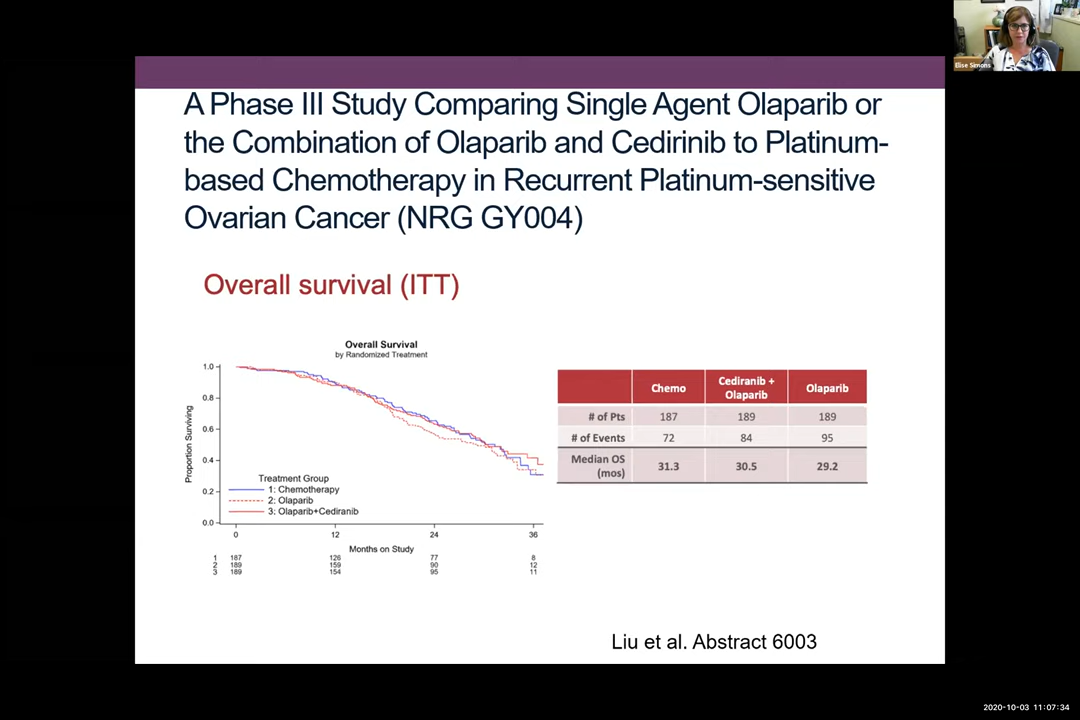 Elise Simons
A Phase III Study Comparing Single Agent Olaparib or
the Combination of Olaparib and Cedirinib to Platinum-
based Chemotherapy in Recurrent Platinum-sensitive
Ovarian Cancer (NRG GY004)
Overall survival (ITT)
Overall Survival
by Randomized Treatment
Proportion Surviving
1.0
0.8
0.6
0.4
0.2
0.0
Treatment Group
1: Chemotherapy
2: Olaparib
3: Olaparib+Cediranib
0 12 24 36
Months on Study
1 187 126 77 8
2 189 159 90 12
3 189 154 95 11
Chemo Cediranib + Olaparib Olaparib
# of Pts 187 189 189
# of Events 72 84 95
Median OS (mos) 31.3 30.5 29.2
Liu et al. Abstract 6003
2020-10-03 11:07:34